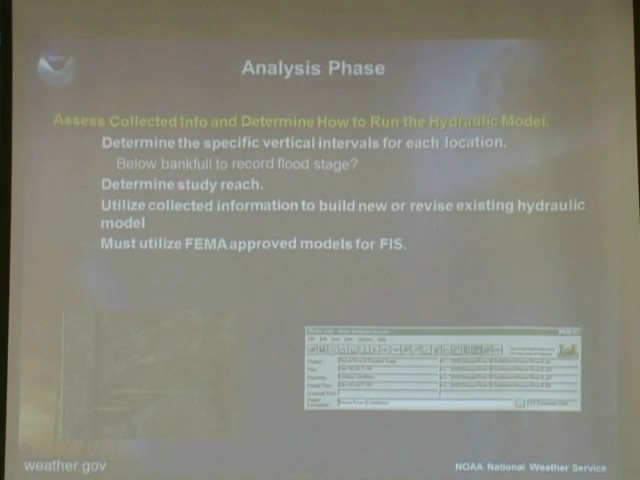 Analysis Phase
Assess Collected Info and Determine How to Run the Hydraulic Model.
Determine the specific vertical intervals for each location.
Below bankfull to record flood stage?
Determine study reach.
Utilize collected information to build new or revise existing hydraulic
model
Must utilize FEMA approved models for FIS.
weather.gov
NOAA National Weather Service